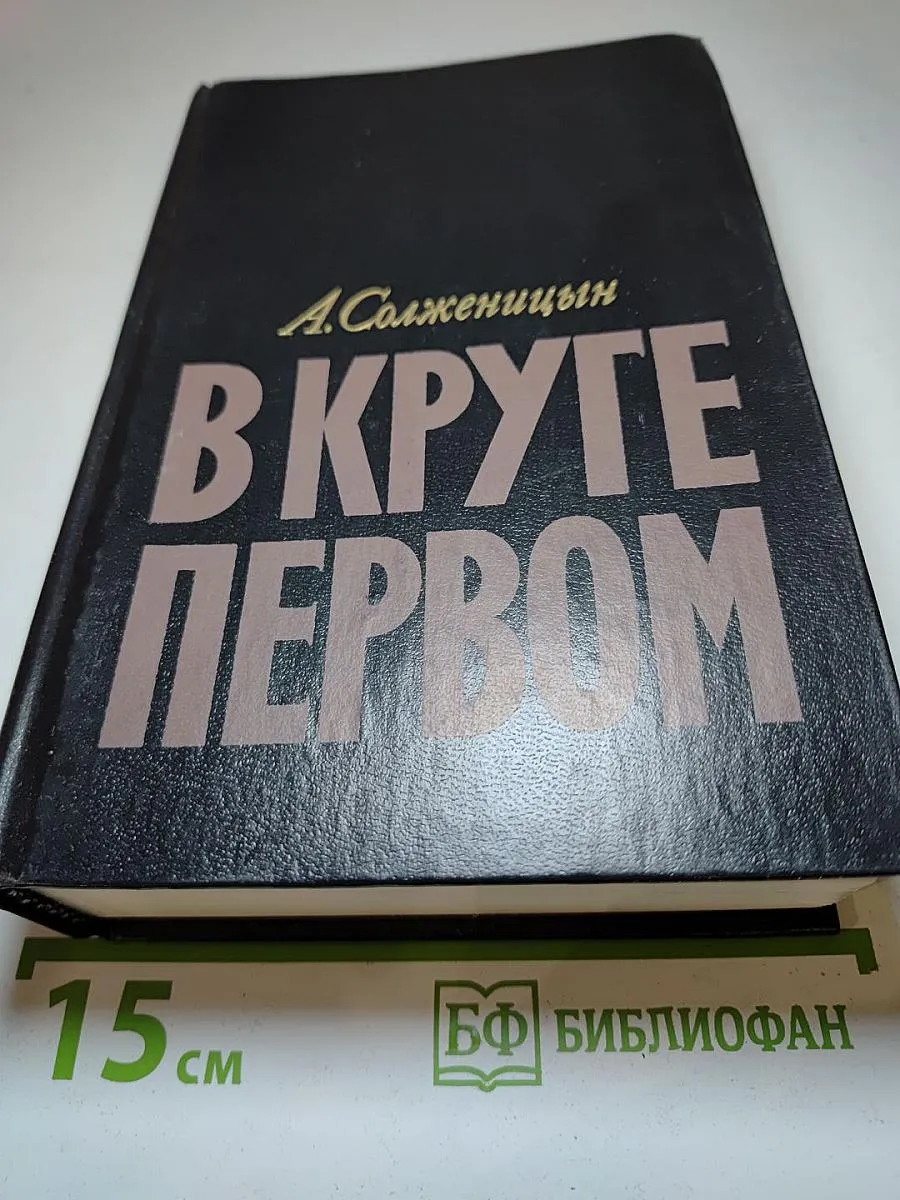 А. Солженицын
В КРУГЕ
ПЕРВОМ
15 см
БФ БИБЛИОФАН